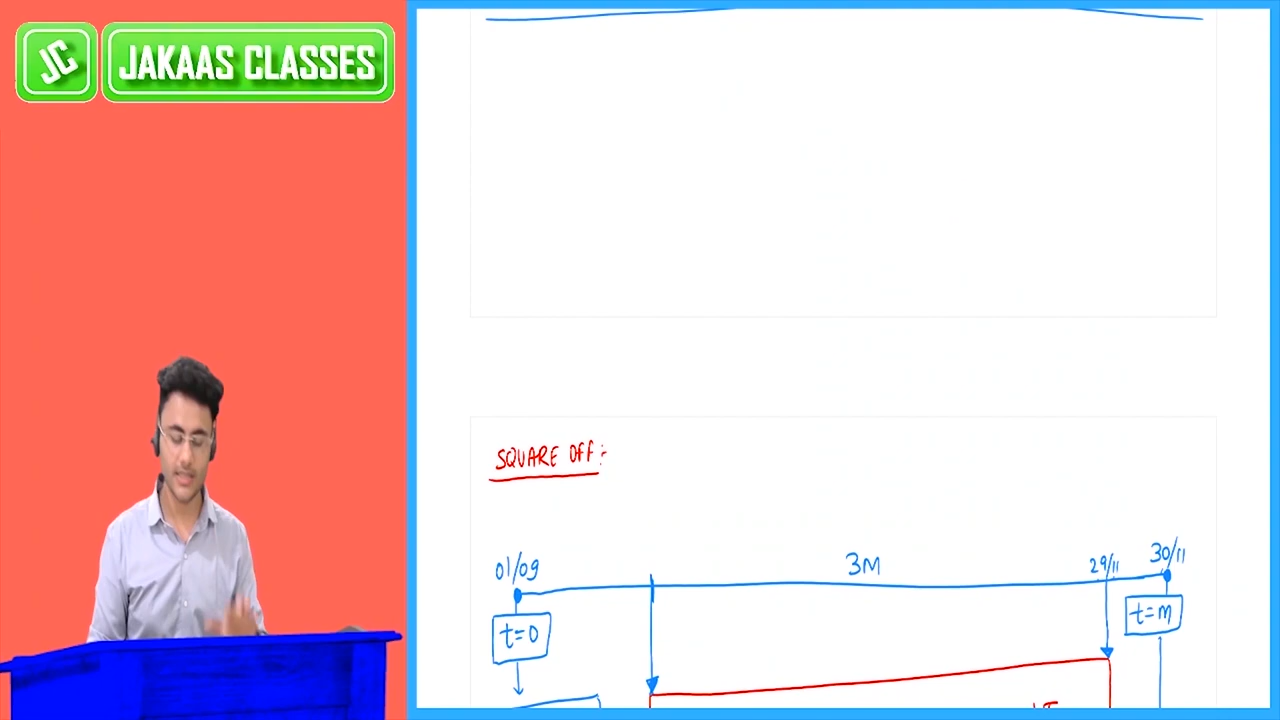 JC JAKAAS CLASSES
SQUARE OFF :-
01/09 3M 29/11 30/11
t=0 t=m